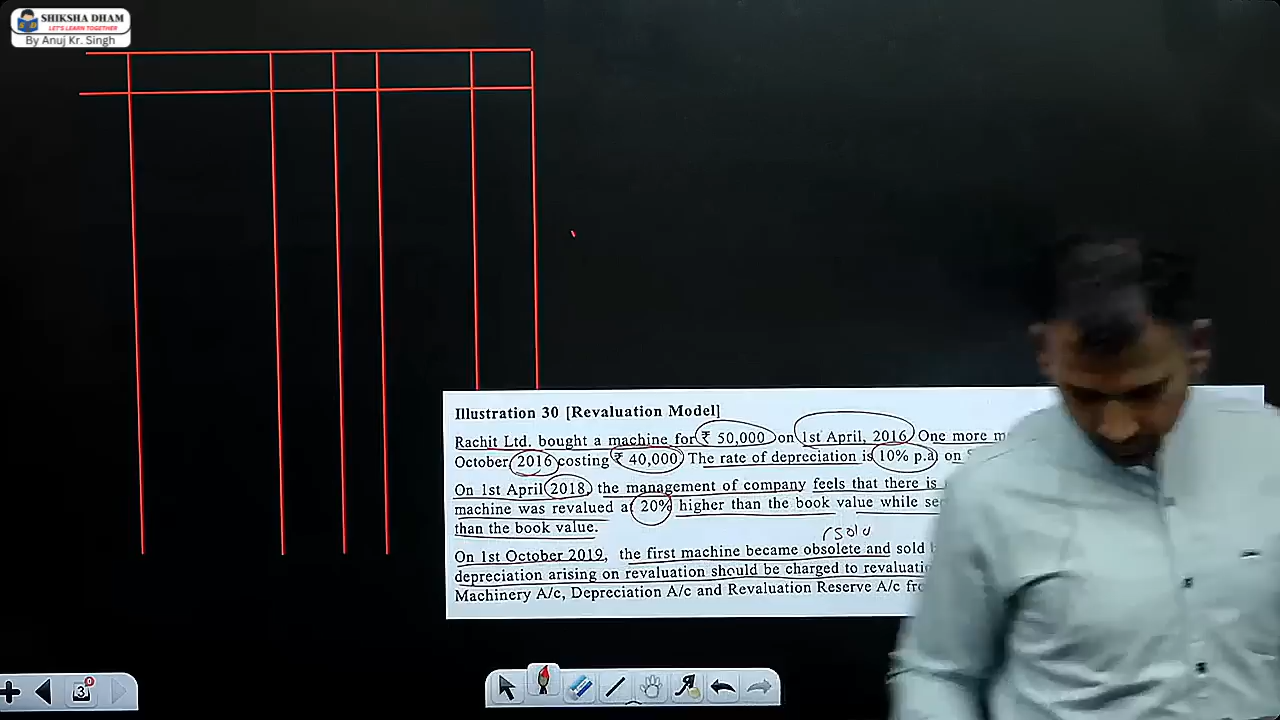 SHIKSHA DHAM
LET'S LEARN TOGETHER
By Anuj Kr. Singh
Illustration 30 [Revaluation Model]
Rachit Ltd. bought a machine for ₹ 50,000 on 1st April, 2016 One more
October 2016 costing ₹ 40,000 The rate of depreciation is 10% p.a on
On 1st April 2018 the management of company feels that there is
machine was revalued at 20% higher than the book value while
than the book value.
(sold
On 1st October 2019, the first machine became obsolete and sold
depreciation arising on revaluation should be charged to
Machinery A/c, Depreciation A/c and Revaluation Reserve A/c
3
0